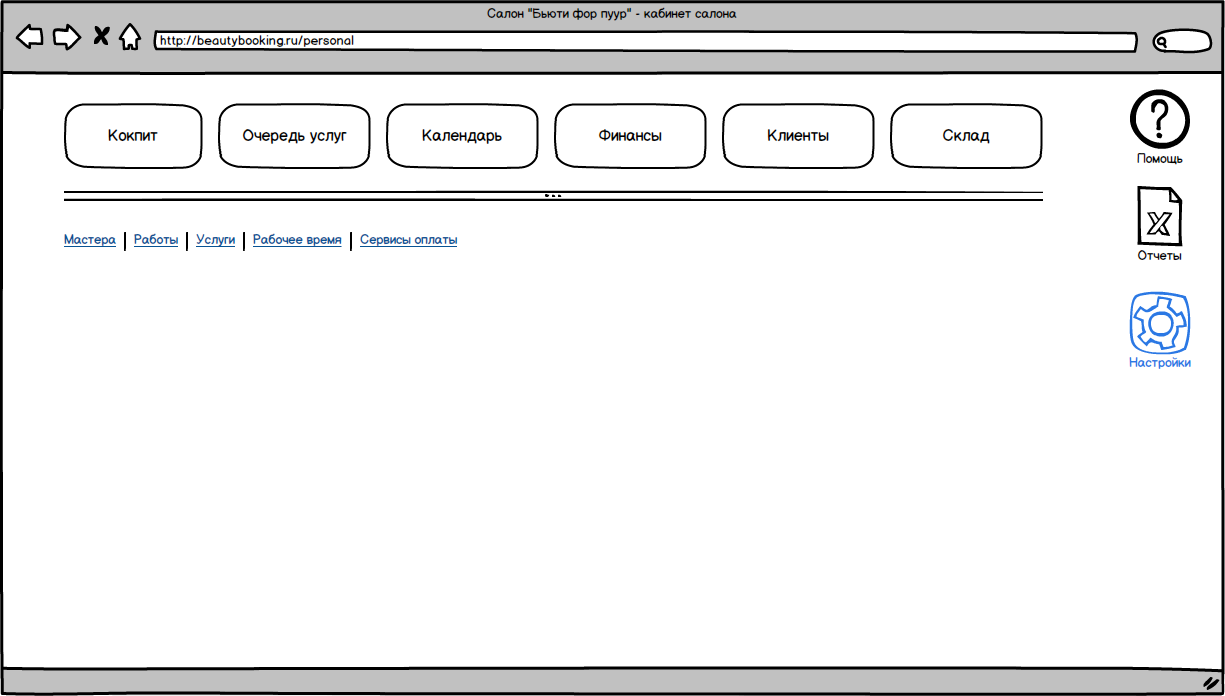 Салон "Бьюти фор пуур" - кабинет салона
http://beautybooking.ru/personal
Кокпит
Очередь услуг
Календарь
Финансы
Клиенты
Склад
Помощь
Отчеты
Мастера | Работы | Услуги | Рабочее время | Сервисы оплаты
Настройки